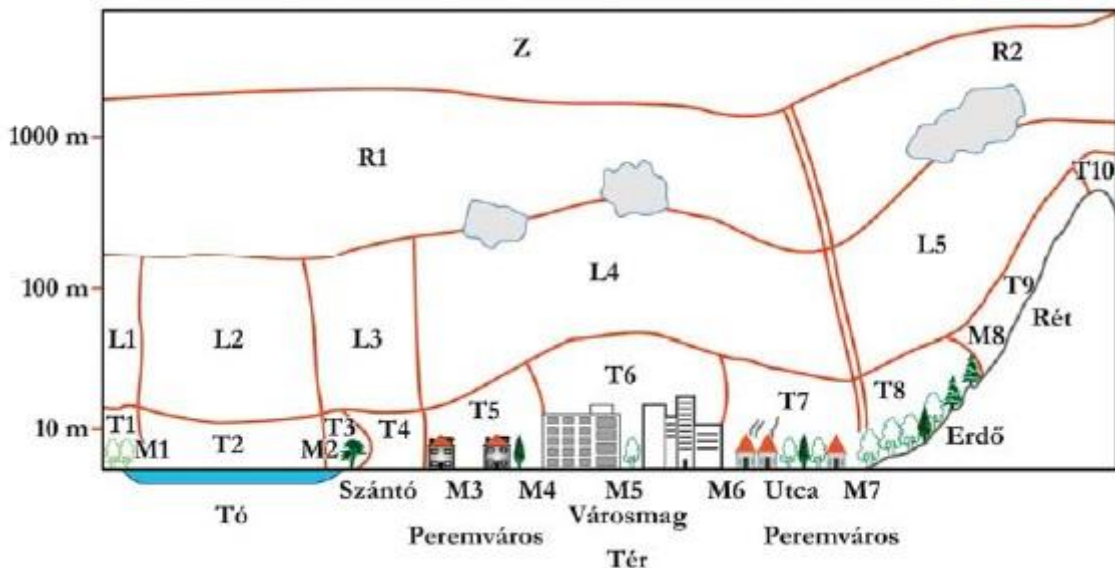 Z
R2
1000 m
R1
T10
L4
L5
100 m
T9
Rét
L1
L2
L3
M8
T6
T8
T7
T5
T1
T3
T4
10 m
M1
T2
M2
Erdő
Szántó
M3
M4
M5
M6
Utca
M7
Tó
Városmag
Peremváros
Peremváros
Tér